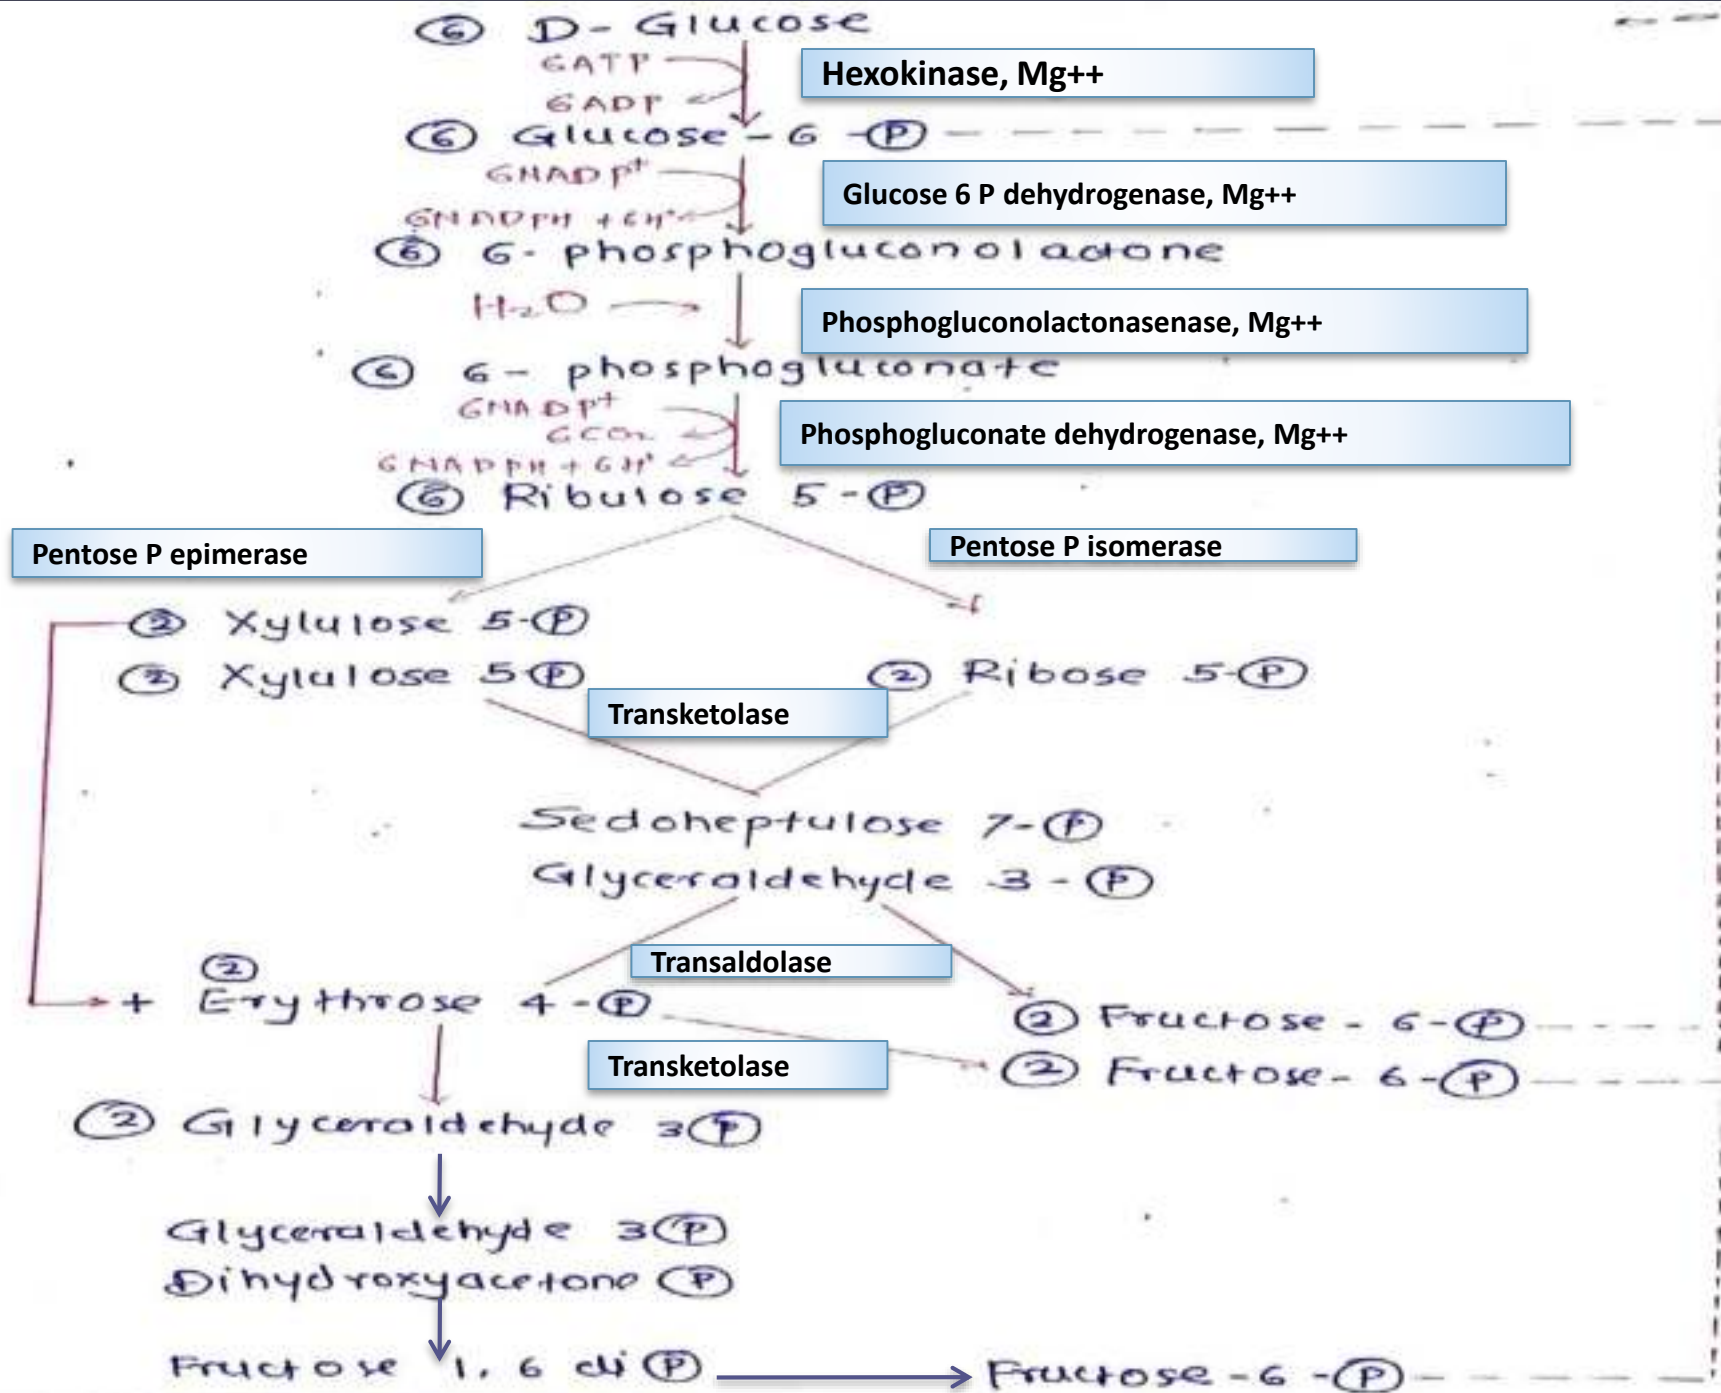 ⑥ D- Glucose
6ATP
Hexokinase, Mg++
6ADP
⑥ Glucose - 6 - Ⓟ
6NADP⁺
Glucose 6 P dehydrogenase, Mg++
6NADPH + 6H⁺
⑥ 6- phosphogluconolactone
H₂O
Phosphogluconolactonasenase, Mg++
⑥ 6- phosphogluconate
6NADP⁺
6CO₂
Phosphogluconate dehydrogenase, Mg++
6NADPH + 6H⁺
⑥ Ribulose 5-Ⓟ
Pentose P epimerase
Pentose P isomerase
② Xylulose 5-Ⓟ
② Xylulose 5-Ⓟ
② Ribose 5-Ⓟ
Transketolase
Sedoheptulose 7-Ⓟ
Glyceraldehyde 3-Ⓟ
Transaldolase
②
+ Erythrose 4-Ⓟ
② Fructose - 6-Ⓟ
Transketolase
② Fructose - 6-Ⓟ
② Glyceraldehyde 3Ⓟ
Glyceraldehyde 3Ⓟ
Dihydroxyacetone Ⓟ
Fructose 1, 6 di Ⓟ
Fructose - 6 - Ⓟ